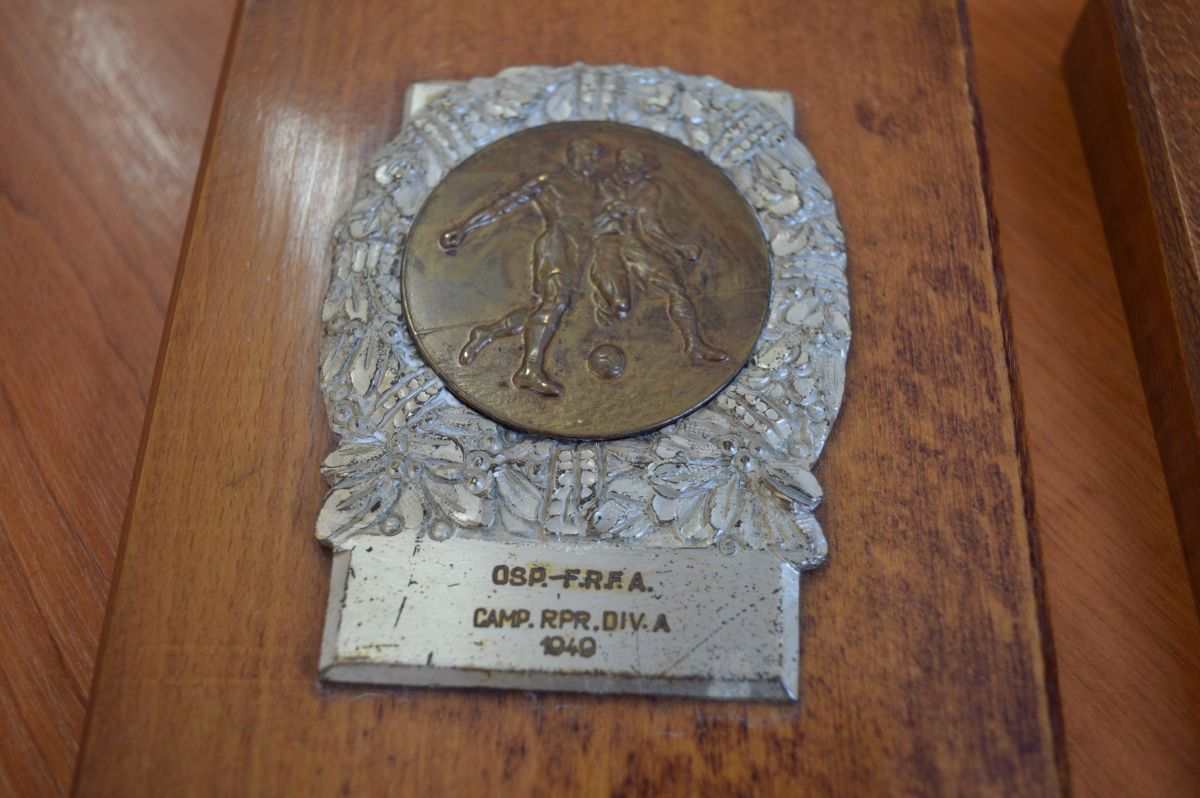 OSP.-F.R.F.A.
CAMP. RPR. DIV. A
1949